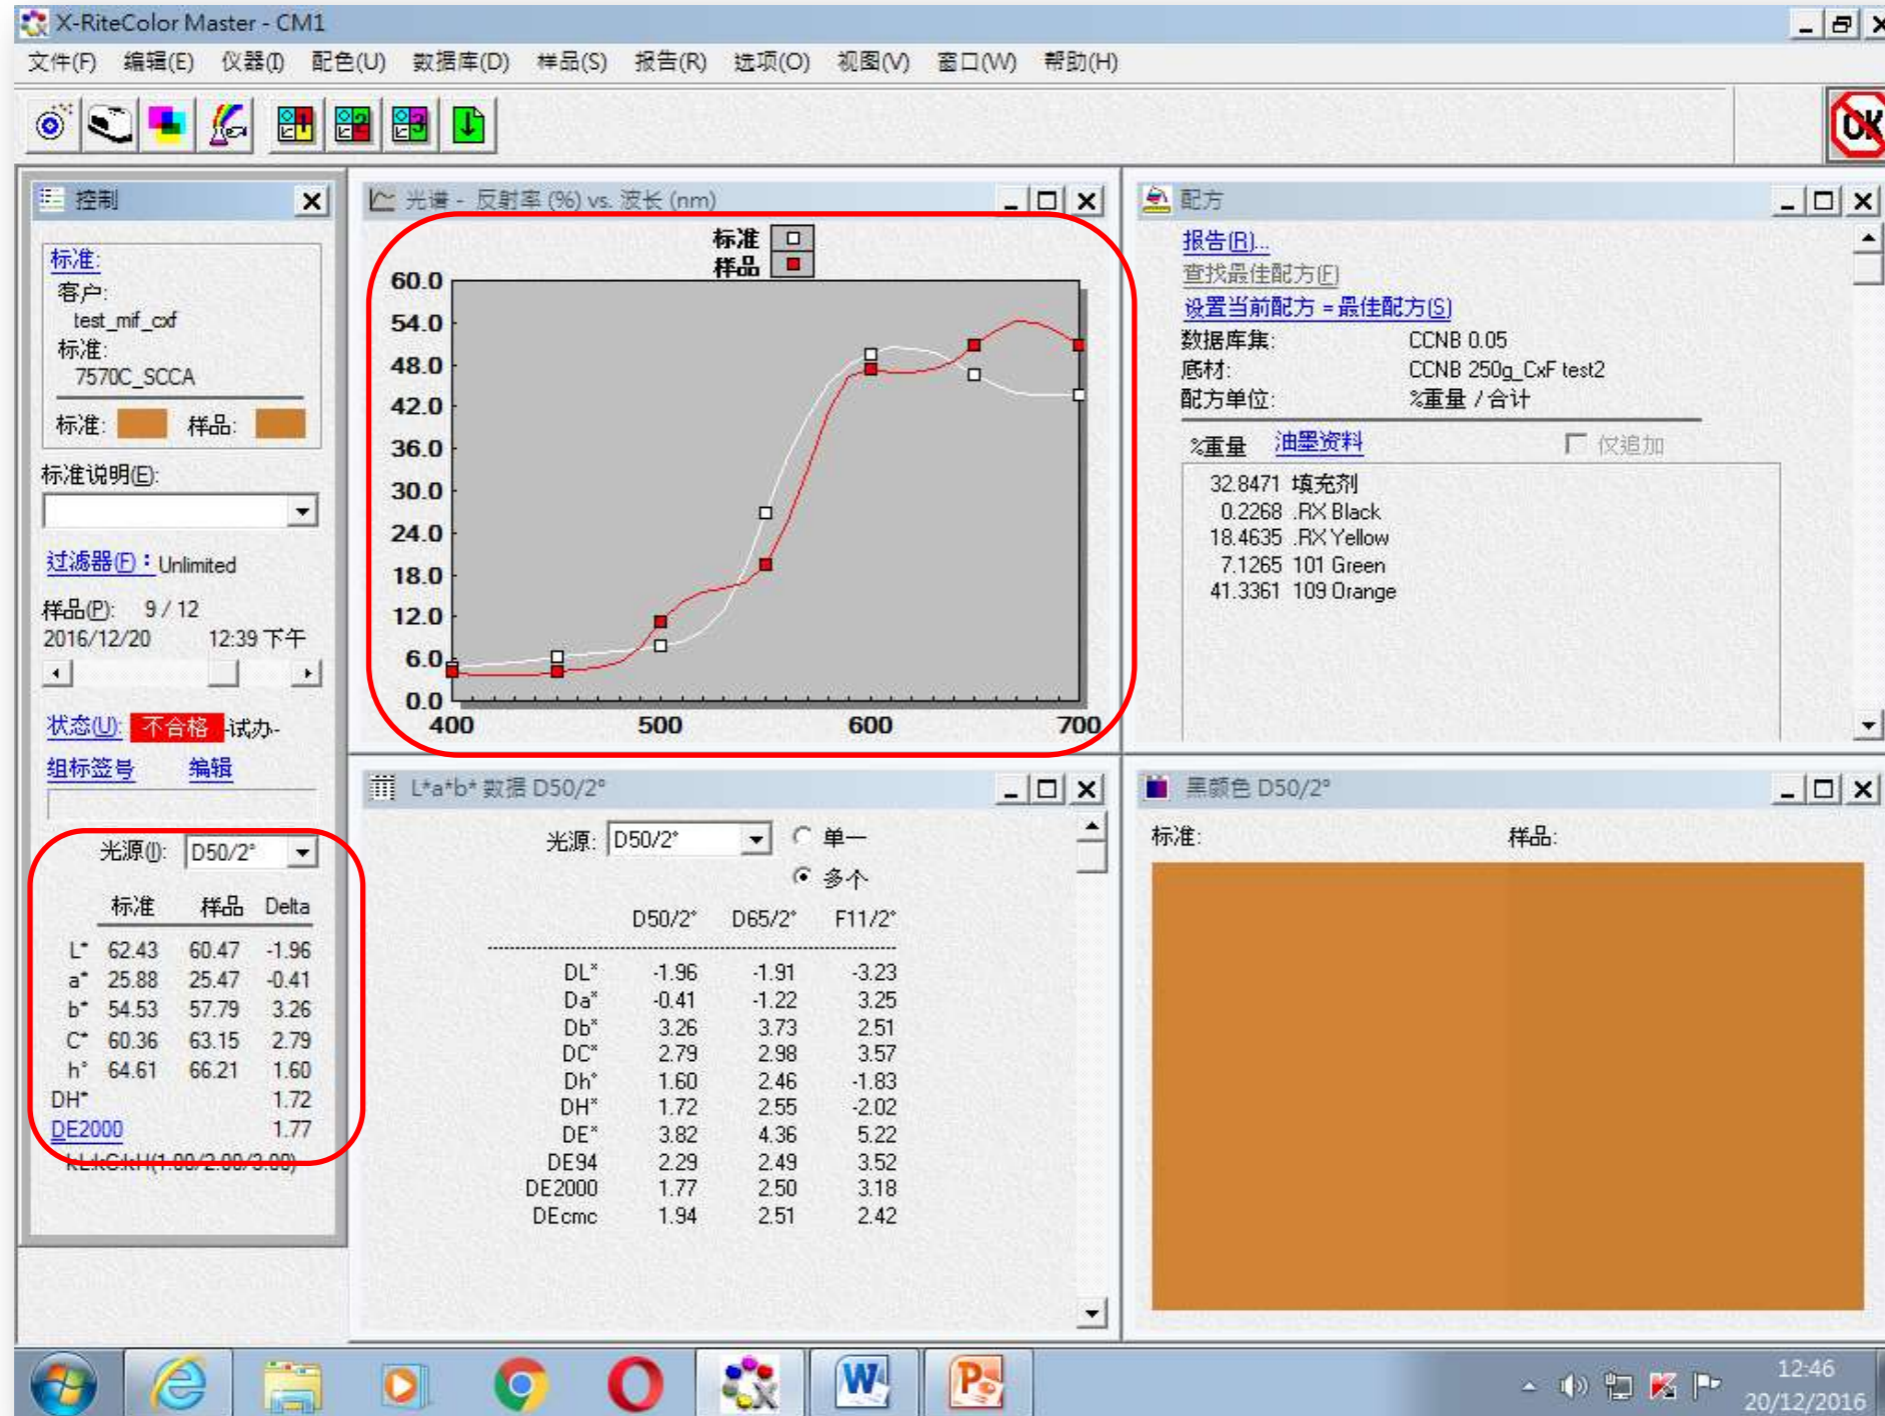 X-RiteColor Master - CM1
文件(F) 编辑(E) 仪器(I) 配色(U) 数据库(D) 样品(S) 报告(R) 选项(O) 视图(V) 窗口(W) 帮助(H)
OK
控制
标准:
客户:
test_mif_cxf
标准:
7570C_SCCA
标准: 样品:
标准说明(E):
过滤器(F): Unlimited
样品(P): 9 / 12
2016/12/20 12:39 下午
状态(U): 不合格 -试办-
组标签号 编辑
光源(I): D50/2°
标准 样品 Delta
L* 62.43 60.47 -1.96
a* 25.88 25.47 -0.41
b* 54.53 57.79 3.26
C* 60.36 63.15 2.79
h° 64.61 66.21 1.60
DH* 1.72
DE2000 1.77
kL:kC:kH(1.00/2.00/3.00)
光谱 - 反射率 (%) vs. 波长 (nm)
标准
样品
60.0
54.0
48.0
42.0
36.0
30.0
24.0
18.0
12.0
6.0
0.0
400 500 600 700
配方
报告(R)...
查找最佳配方(F)
设置当前配方 = 最佳配方(S)
数据库集: CCNB 0.05
底材: CCNB 250g_CxF test2
配方单位: %重量 / 合计
%重量 油墨资料 仅追加
32.8471 填充剂
0.2268 .RX Black
18.4635 .RX Yellow
7.1265 101 Green
41.3361 109 Orange
L*a*b* 数据 D50/2°
光源: D50/2° 单一
多个
D50/2° D65/2° F11/2°
DL* -1.96 -1.91 -3.23
Da* -0.41 -1.22 3.25
Db* 3.26 3.73 2.51
DC* 2.79 2.98 3.57
Dh° 1.60 2.46 -1.83
DH* 1.72 2.55 -2.02
DE* 3.82 4.36 5.22
DE94 2.29 2.49 3.52
DE2000 1.77 2.50 3.18
DEcmc 1.94 2.51 2.42
黑颜色 D50/2°
标准: 样品:
12:46
20/12/2016